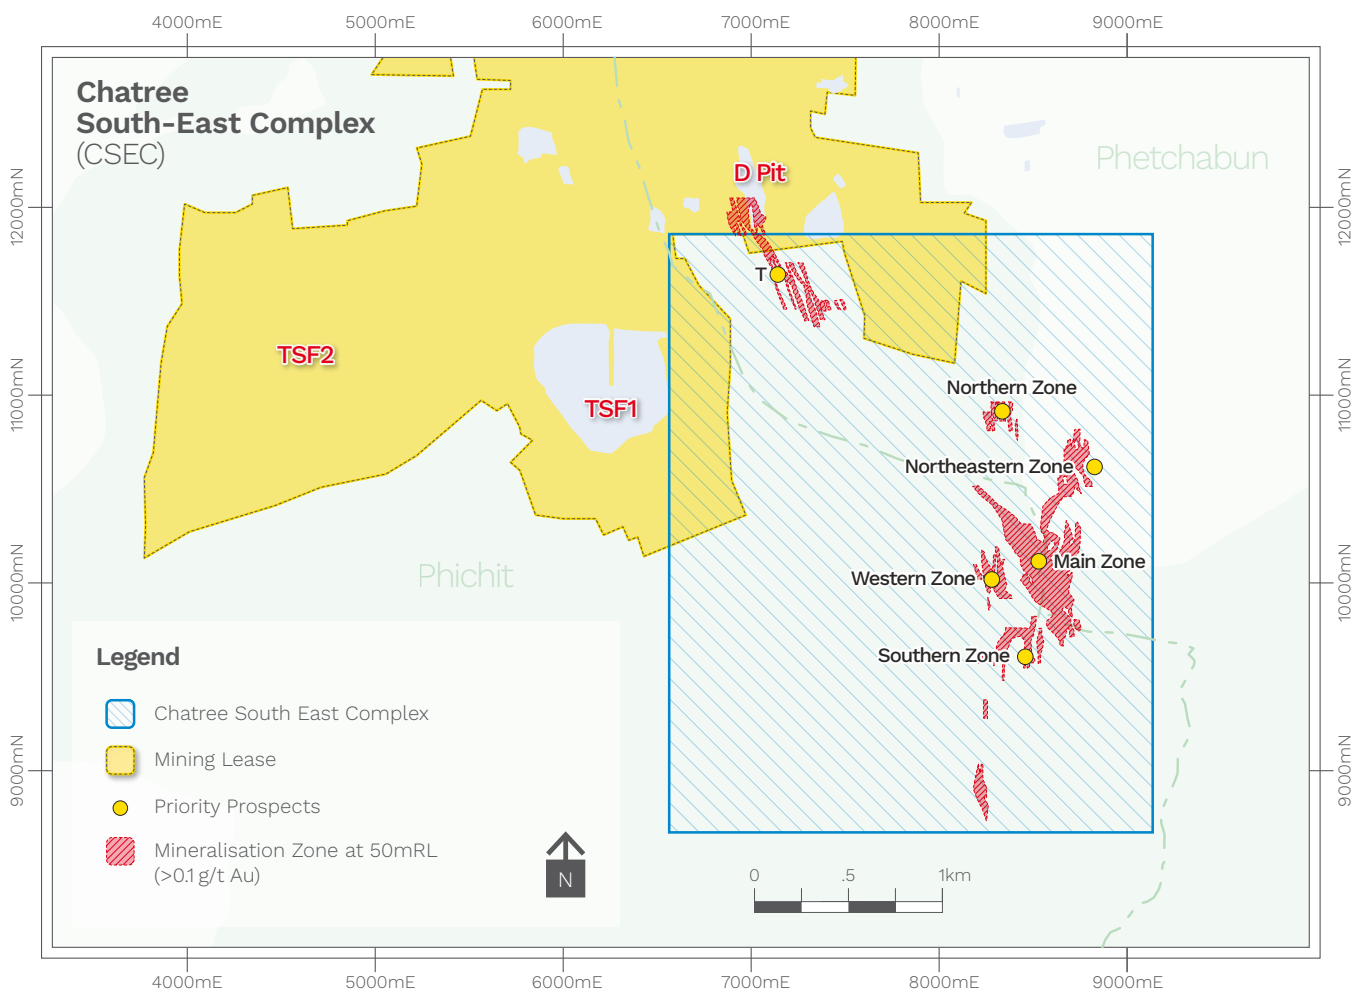 4000mE 5000mE 6000mE 7000mE 8000mE 9000mE
Chatree
South-East Complex
(CSEC)
Phetchabun
D Pit
12000mN
12000mN
T
TSF2
TSF1
Northern Zone
11000mN
11000mN
Northeastern Zone
Main Zone
Western Zone
Phichit
10000mN
10000mN
Southern Zone
Legend
Chatree South East Complex
Mining Lease
9000mN
9000mN
Priority Prospects
Mineralisation Zone at 50mRL
(>0.1 g/t Au)
N
0 .5 1km
4000mE 5000mE 6000mE 7000mE 8000mE 9000mE